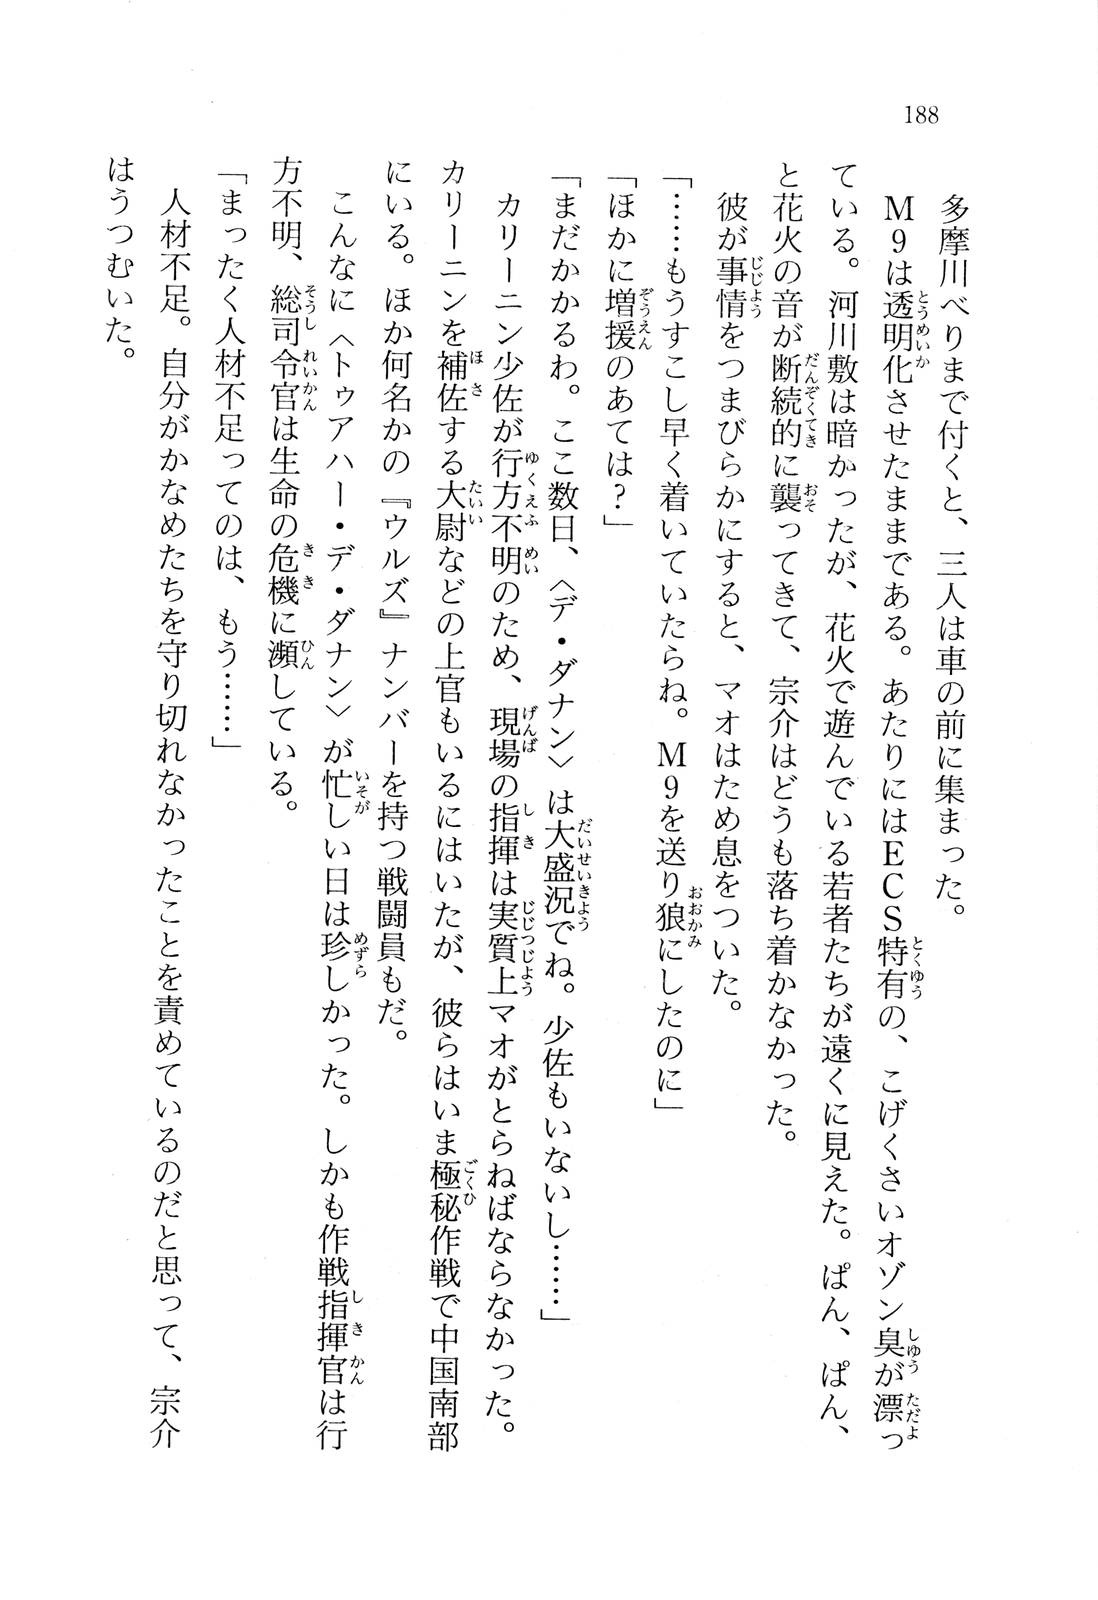 188
　多摩川べりまで付くと、三人は車の前に集まった。
　M9は透明化させたままである。あたりにはECS特有の、こげくさいオゾン臭が漂っ
ている。河川敷は暗かったが、花火で遊んでいる若者たちが遠くに見えた。ぱん、ぱん、
と花火の音が断続的に襲ってきて、宗介はどうも落ち着かなかった。
　彼が事情をつまびらかにすると、マオはため息をついた。
「……もうすこし早く着いていたらね。M9を送り狼にしたのに」
「ほかに増援のあては？」
「まだかかるわ。ここ数日、〈デ・ダナン〉は大盛況でね。少佐もいないし……」
　カリーニン少佐が行方不明のため、現場の指揮は実質上マオがとらねばならなかった。
カリーニンを補佐する大尉などの上官もいるにはいたが、彼らはいま極秘作戦で中国南部
にいる。ほか何名かの『ウルズ』ナンバーを持つ戦闘員もだ。
　こんなに〈トゥアハー・デ・ダナン〉が忙しい日は珍しかった。しかも作戦指揮官は行
方不明、総司令官は生命の危機に瀕している。
「まったく人材不足ってのは、もう……」
　人材不足。自分がかなめたちを守り切れなかったことを責めているのだと思って、宗介
はうつむいた。